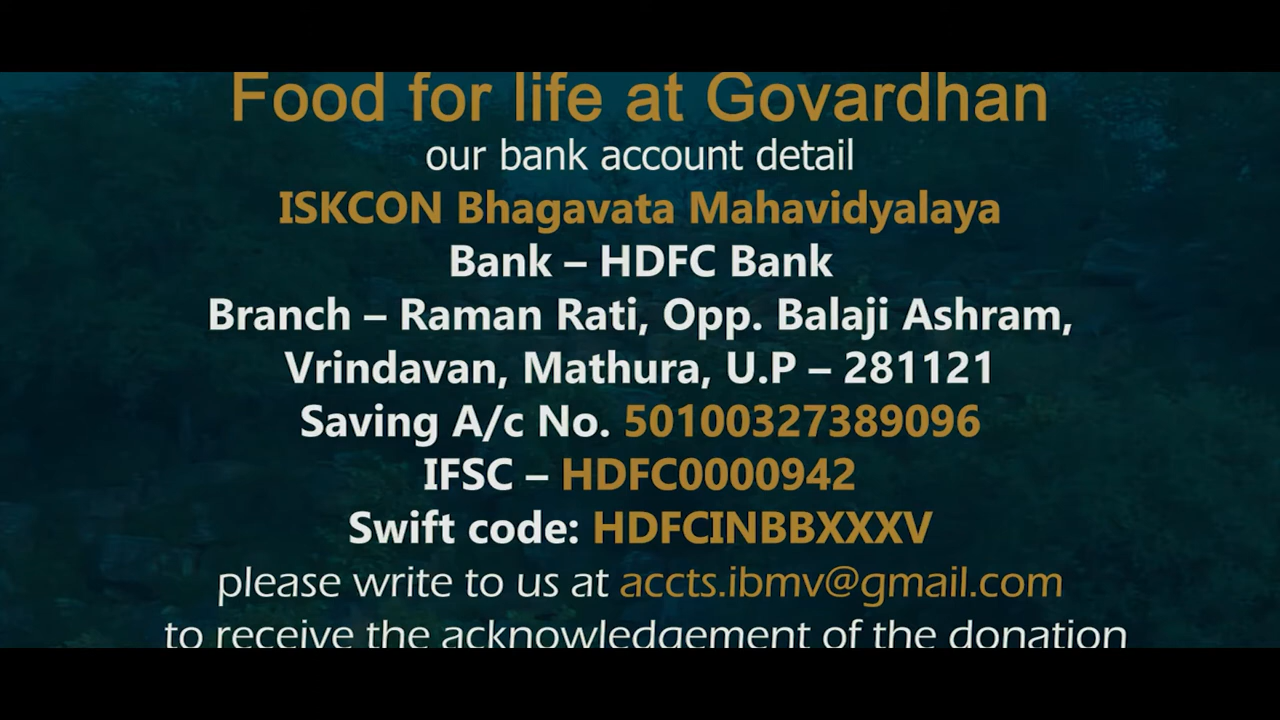 Food for life at Govardhan
our bank account detail
ISKCON Bhagavata Mahavidyalaya
Bank – HDFC Bank
Branch – Raman Rati, Opp. Balaji Ashram,
Vrindavan, Mathura, U.P – 281121
Saving A/c No. 50100327389096
IFSC – HDFC0000942
Swift code: HDFCINBBXXXV
please write to us at accts.ibmv@gmail.com
to receive the acknowledgement of the donation